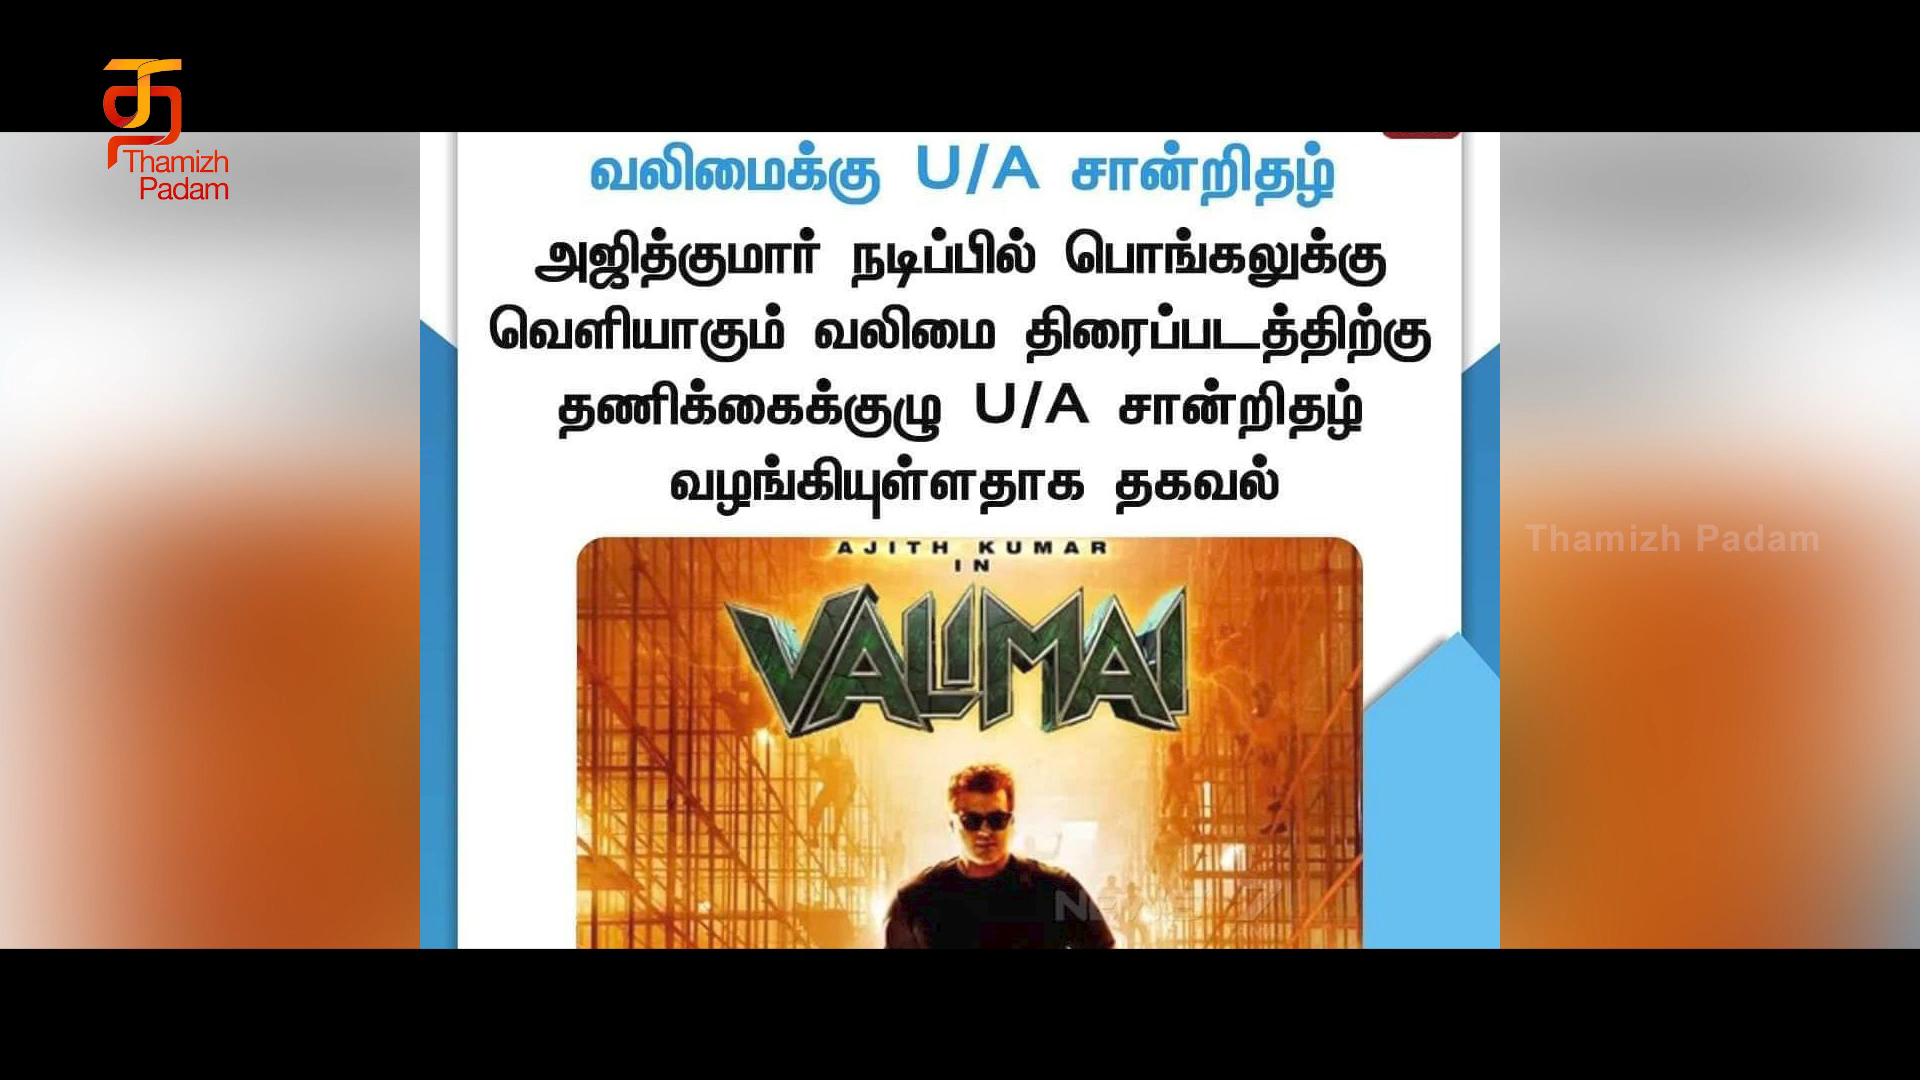 த
Thamizh
Padam
வலிமைக்கு U/A சான்றிதழ்
அஜித்குமார் நடிப்பில் பொங்கலுக்கு
வெளியாகும் வலிமை திரைப்படத்திற்கு
தணிக்கைக்குழு U/A சான்றிதழ்
வழங்கியுள்ளதாக தகவல்
Thamizh Padam
AJITH KUMAR
IN
VALIMAI